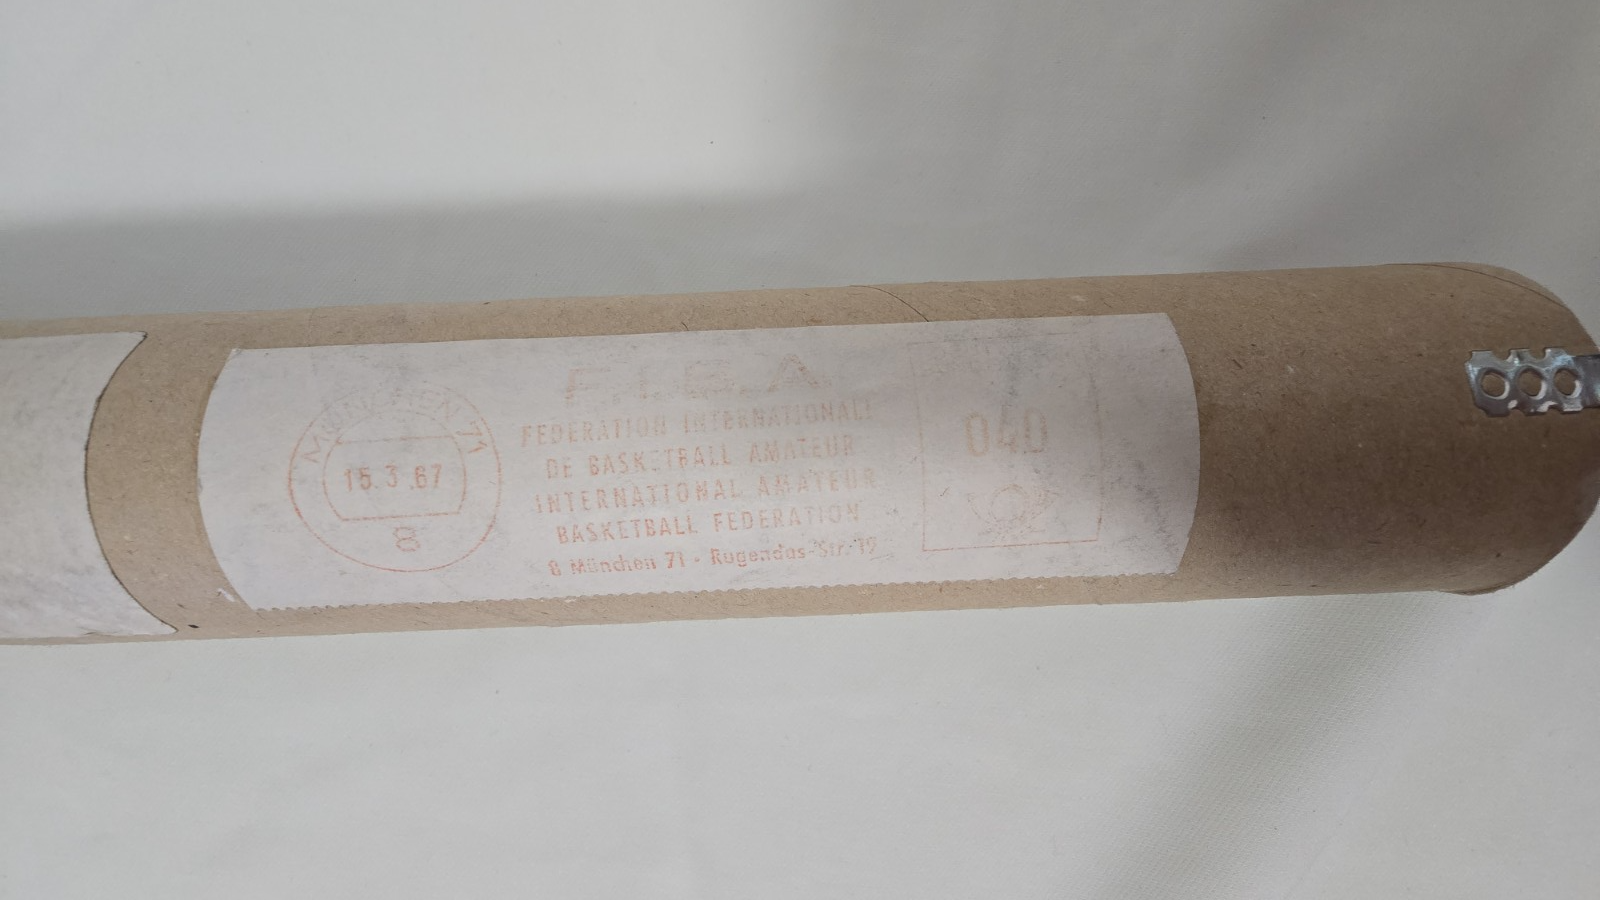 MÜNCHEN 71
15.3.67
8
F.I.B.A
FEDERATION INTERNATIONALE
DE BASKETBALL AMATEUR
INTERNATIONAL AMATEUR
BASKETBALL FEDERATION
8 München 71 - Rugendas-Str. 19
040